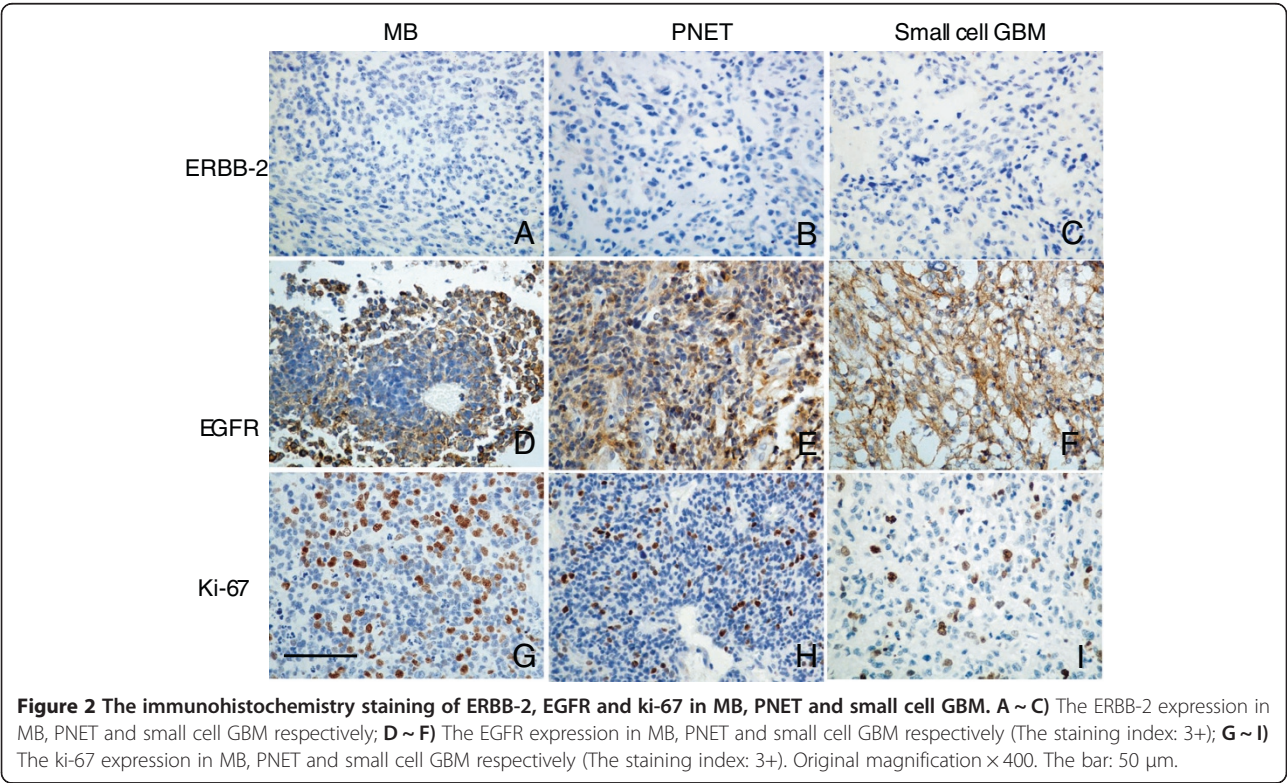 MB PNET Small cell GBM
ERBB-2
A B C
EGFR
D E F
Ki-67
G H I
Figure 2 The immunohistochemistry staining of ERBB-2, EGFR and ki-67 in MB, PNET and small cell GBM. A ~ C) The ERBB-2 expression in
MB, PNET and small cell GBM respectively; D ~ F) The EGFR expression in MB, PNET and small cell GBM respectively (The staining index: 3+); G ~ I)
The ki-67 expression in MB, PNET and small cell GBM respectively (The staining index: 3+). Original magnification × 400. The bar: 50 μm.